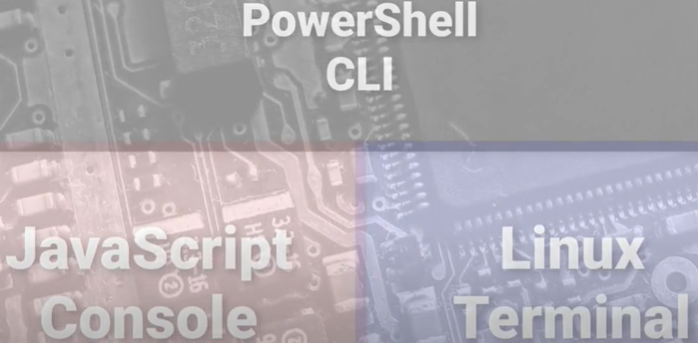 PowerShell
CLI
JavaScript
Console
Linux
Terminal